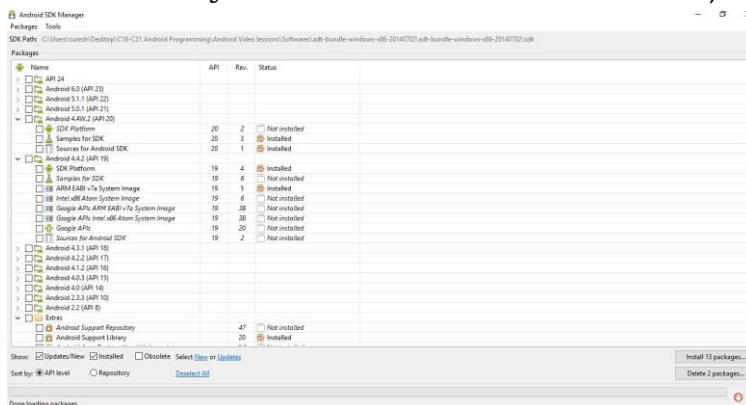 Android SDK Manager
Packages Tools
SDK Path: C:\Users\suresh\Desktop\C18-C21 Android Programming\Android Video lessions\Softwares\adt-bundle-windows-x86-20140702\adt-bundle-windows-x86-20140702\sdk
Packages
Name API Rev. Status
API 24
Android 6.0 (API 23)
Android 5.1.1 (API 22)
Android 5.0.1 (API 21)
Android 4.4W.2 (API 20)
SDK Platform 20 2 Not installed
Samples for SDK 20 3 Installed
Sources for Android SDK 20 1 Installed
Android 4.4.2 (API 19)
SDK Platform 19 4 Installed
Samples for SDK 19 6 Not installed
ARM EABI v7a System Image 19 5 Installed
Intel x86 Atom System Image 19 6 Not installed
Google APIs ARM EABI v7a System Image 19 38 Not installed
Google APIs Intel x86 Atom System Image 19 38 Not installed
Google APIs 19 20 Not installed
Sources for Android SDK 19 2 Not installed
Android 4.3.1 (API 18)
Android 4.2.2 (API 17)
Android 4.1.2 (API 16)
Android 4.0.3 (API 15)
Android 4.0 (API 14)
Android 2.3.3 (API 10)
Android 2.2 (API 8)
Extras
Android Support Repository 47 Not installed
Android Support Library 20 Installed
Show: Updates/New Installed Obsolete Select New or Updates Install 13 packages...
Sort by: API level Repository Deselect All Delete 2 packages...
Done loading packages.